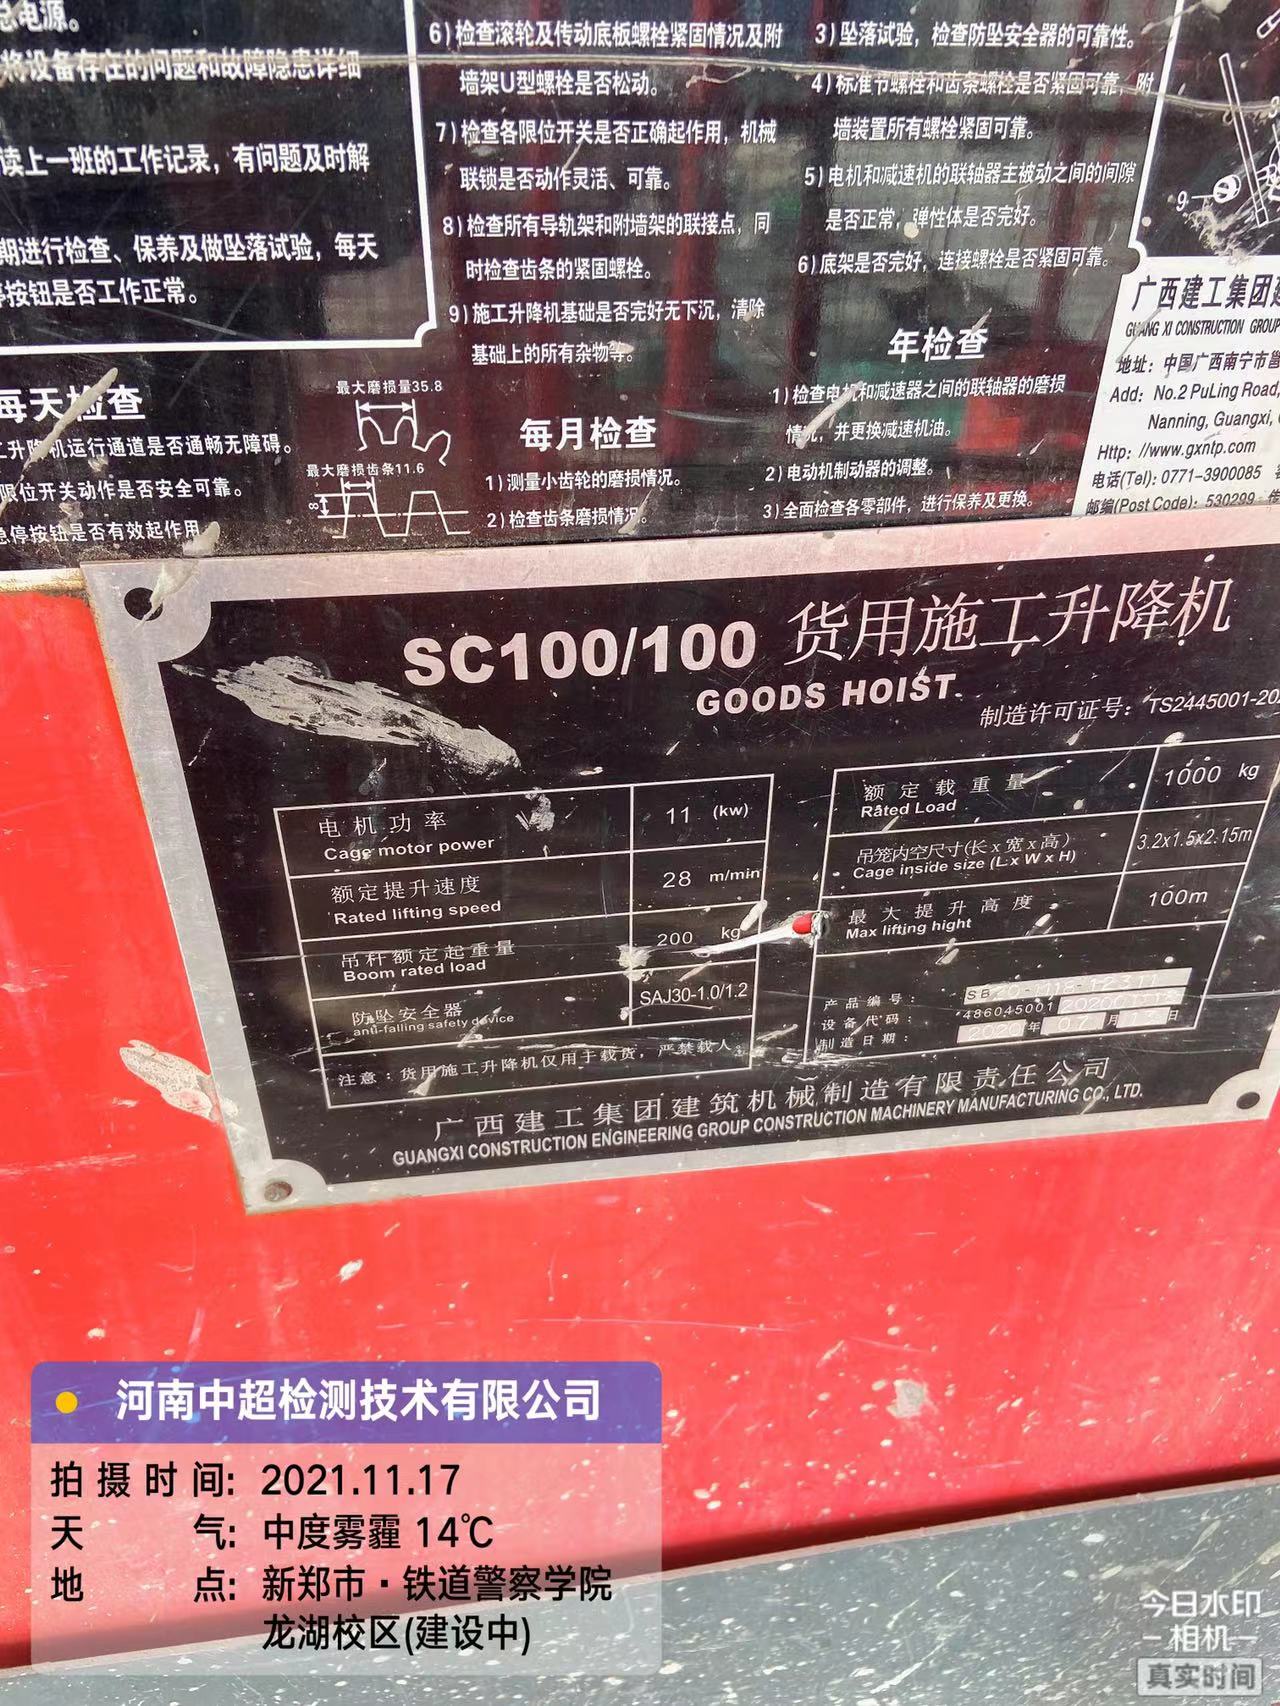 总电源。
将设备存在的问题和故障隐患详细
读上一班的工作记录，有问题及时解
期进行检查、保养及做坠落试验，每天
按钮是否工作正常。
每天检查
工升降机运行通道是否通畅无障碍。
限位开关动作是否安全可靠。
急停按钮是否有效起作用
最大磨损量35.8
最大磨损齿条11.6
8
6）检查滚轮及传动底板螺栓紧固情况及附
墙架U型螺栓是否松动。
7）检查各限位开关是否正确起作用，机械
联锁是否动作灵活、可靠。
8）检查所有导轨架和附墙架的联接点，同
时检查齿条的紧固螺栓。
9）施工升降机基础是否完好无下沉，清除
基础上的所有杂物等。
每月检查
1）测量小齿轮的磨损情况。
2）检查齿条磨损情况。
3）坠落试验，检查防坠安全器的可靠性。
4）标准节螺栓和齿条螺栓是否紧固可靠，附
墙装置所有螺栓紧固可靠。
5）电机和减速机的联轴器主被动之间的间隙
是否正常，弹性体是否完好。
6）底架是否完好，连接螺栓是否紧固可靠。
年检查
1）检查电机和减速器之间的联轴器的磨损
情况，并更换减速机油。
2）电动机制动器的调整。
3）全面检查各零部件，进行保养及更换。
9
广西建工集团建
GUANG XI CONSTRUCTION GROUP
地址：中国广西南宁市
Add：No.2 PuLing Road,
Nanning, Guangxi,
Http：//www.gxntp.com
电话(Tel)：0771-3900085
邮编(Post Code)：530299
SC100/100 货用施工升降机
GOODS HOIST
制造许可证号：TS2445001-20
电机功率 11 (kw)
Cage motor power
额定提升速度 28 m/min
Rated lifting speed
吊杆额定起重量 200 kg
Boom rated load
防坠安全器 SAJ30-1.0/1.2
anti-falling safety device
注意：货用施工升降机仅用于载货，严禁载人。
额定载重量 1000 kg
Rated Load
吊笼内空尺寸(长x宽x高) 3.2x1.5x2.15m
Cage inside size (L x W x H)
最大提升高度 100m
Max lifting hight
产品编号：
设备代码：486045001
制造日期：2020年07月 日
广西建工集团建筑机械制造有限责任公司
GUANGXI CONSTRUCTION ENGINEERING GROUP CONSTRUCTION MACHINERY MANUFACTURING CO., LTD.
河南中超检测技术有限公司
拍摄时间：2021.11.17
天气：中度雾霾 14℃
地点：新郑市·铁道警察学院
龙湖校区(建设中)
今日水印
相机
真实时间